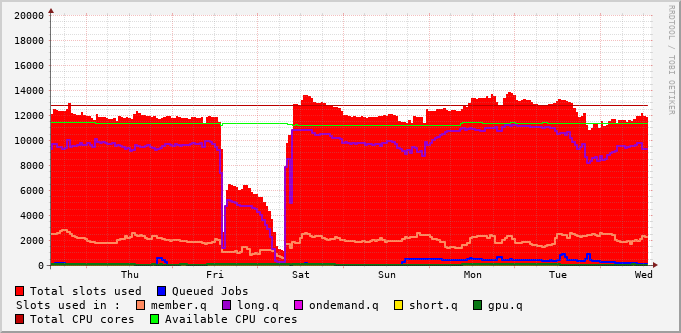 20000
18000
16000
14000
12000
10000
8000
6000
4000
2000
0
Thu Fri Sat Sun Mon Tue Wed
RRDTOOL / TOBI OETIKER
Total slots used Queued Jobs
Slots used in : member.q long.q ondemand.q short.q gpu.q
Total CPU cores Available CPU cores